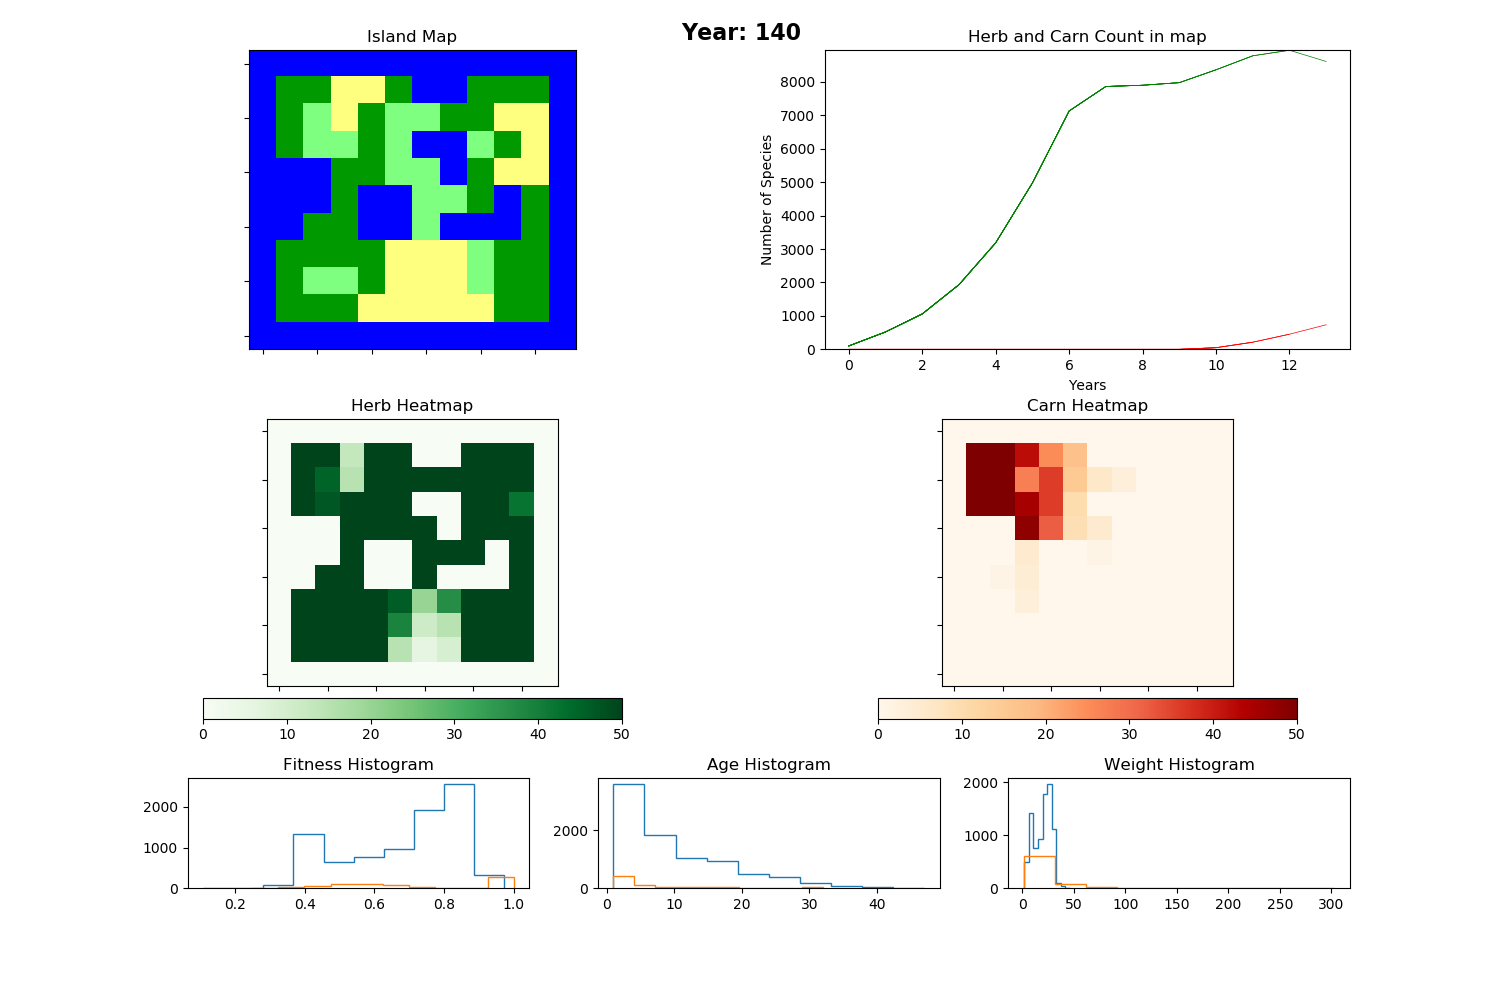 Year: 140
Island Map
Herb and Carn Count in map
Number of Species
8000
7000
6000
5000
4000
3000
2000
1000
0
0 2 4 6 8 10 12
Years
Herb Heatmap
Carn Heatmap
0 10 20 30 40 50
0 10 20 30 40 50
Fitness Histogram
2000
1000
0
0.2 0.4 0.6 0.8 1.0
Age Histogram
2000
0
0 10 20 30 40
Weight Histogram
2000
1000
0
0 50 100 150 200 250 300